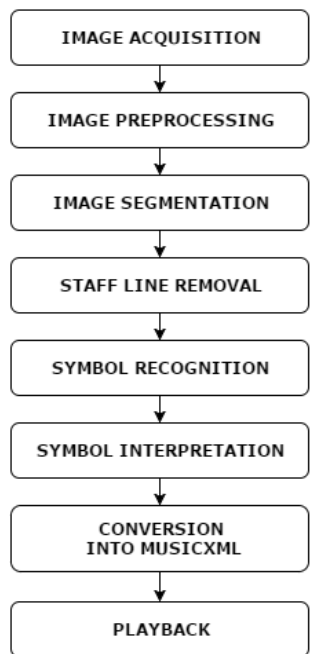 IMAGE ACQUISITION
IMAGE PREPROCESSING
IMAGE SEGMENTATION
STAFF LINE REMOVAL
SYMBOL RECOGNITION
SYMBOL INTERPRETATION
CONVERSION
INTO MUSICXML
PLAYBACK